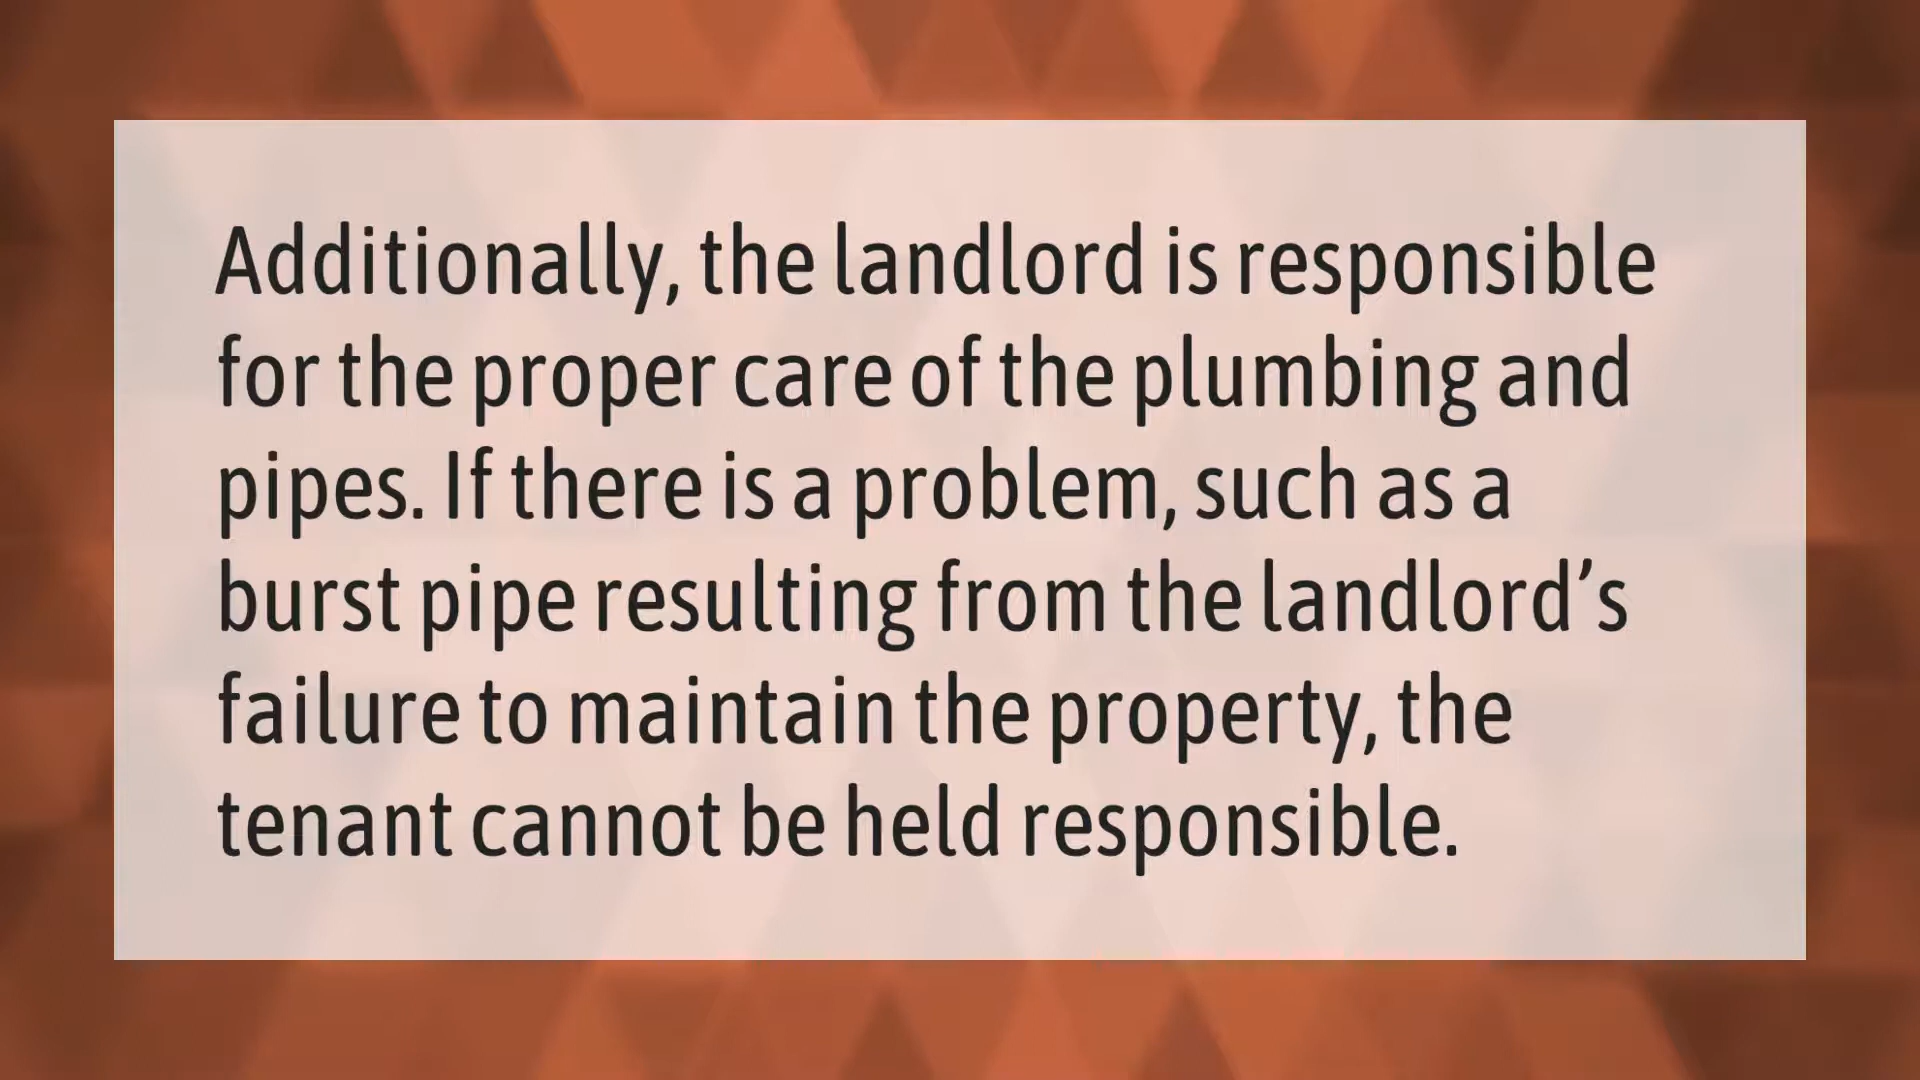 Additionally, the landlord is responsible
for the proper care of the plumbing and
pipes. If there is a problem, such as a
burst pipe resulting from the landlord’s
failure to maintain the property, the
tenant cannot be held responsible.